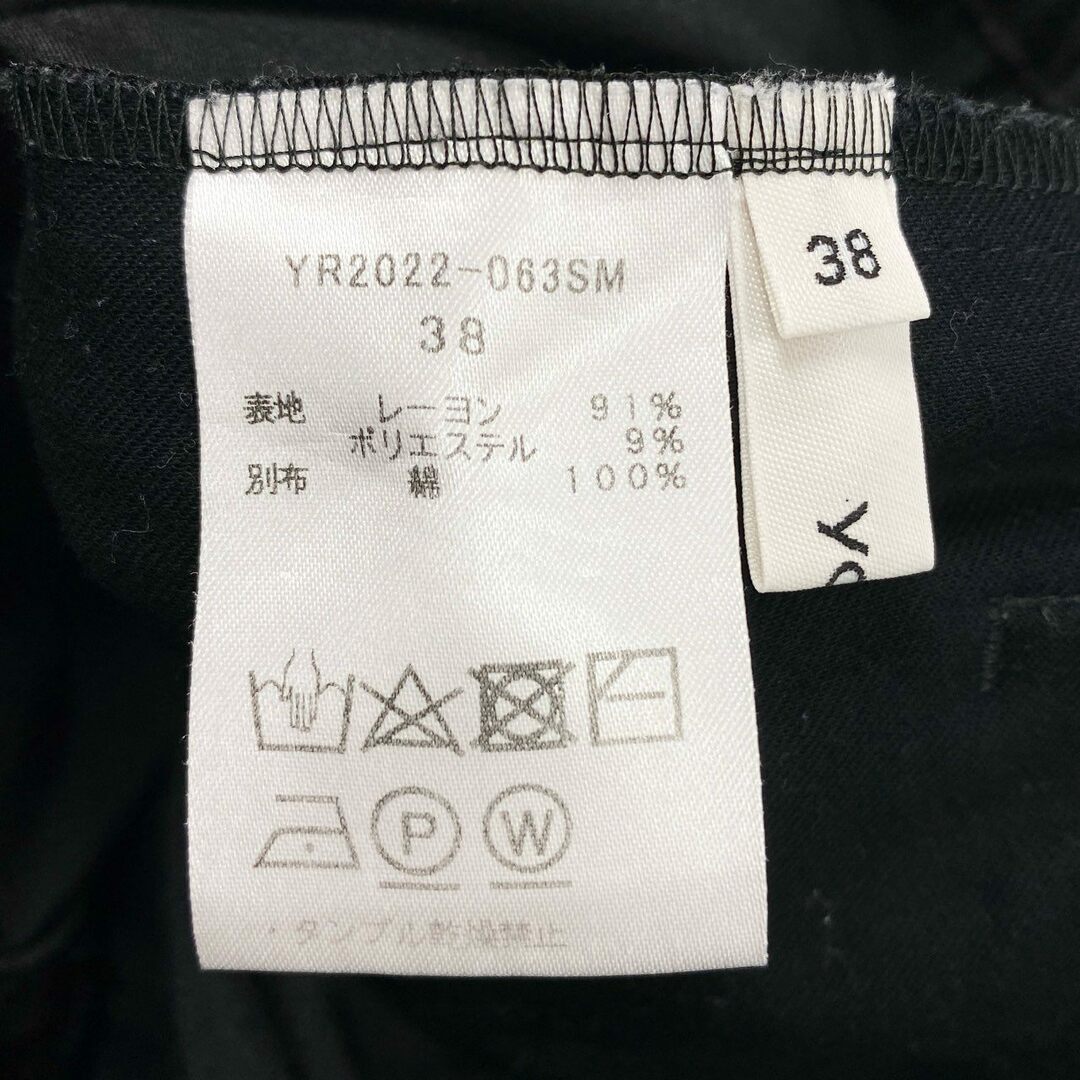 YR2022-063SM
38
表地 レーヨン 91%
ポリエステル 9%
別布 綿 100%
P W
・タンブル乾燥禁止
38